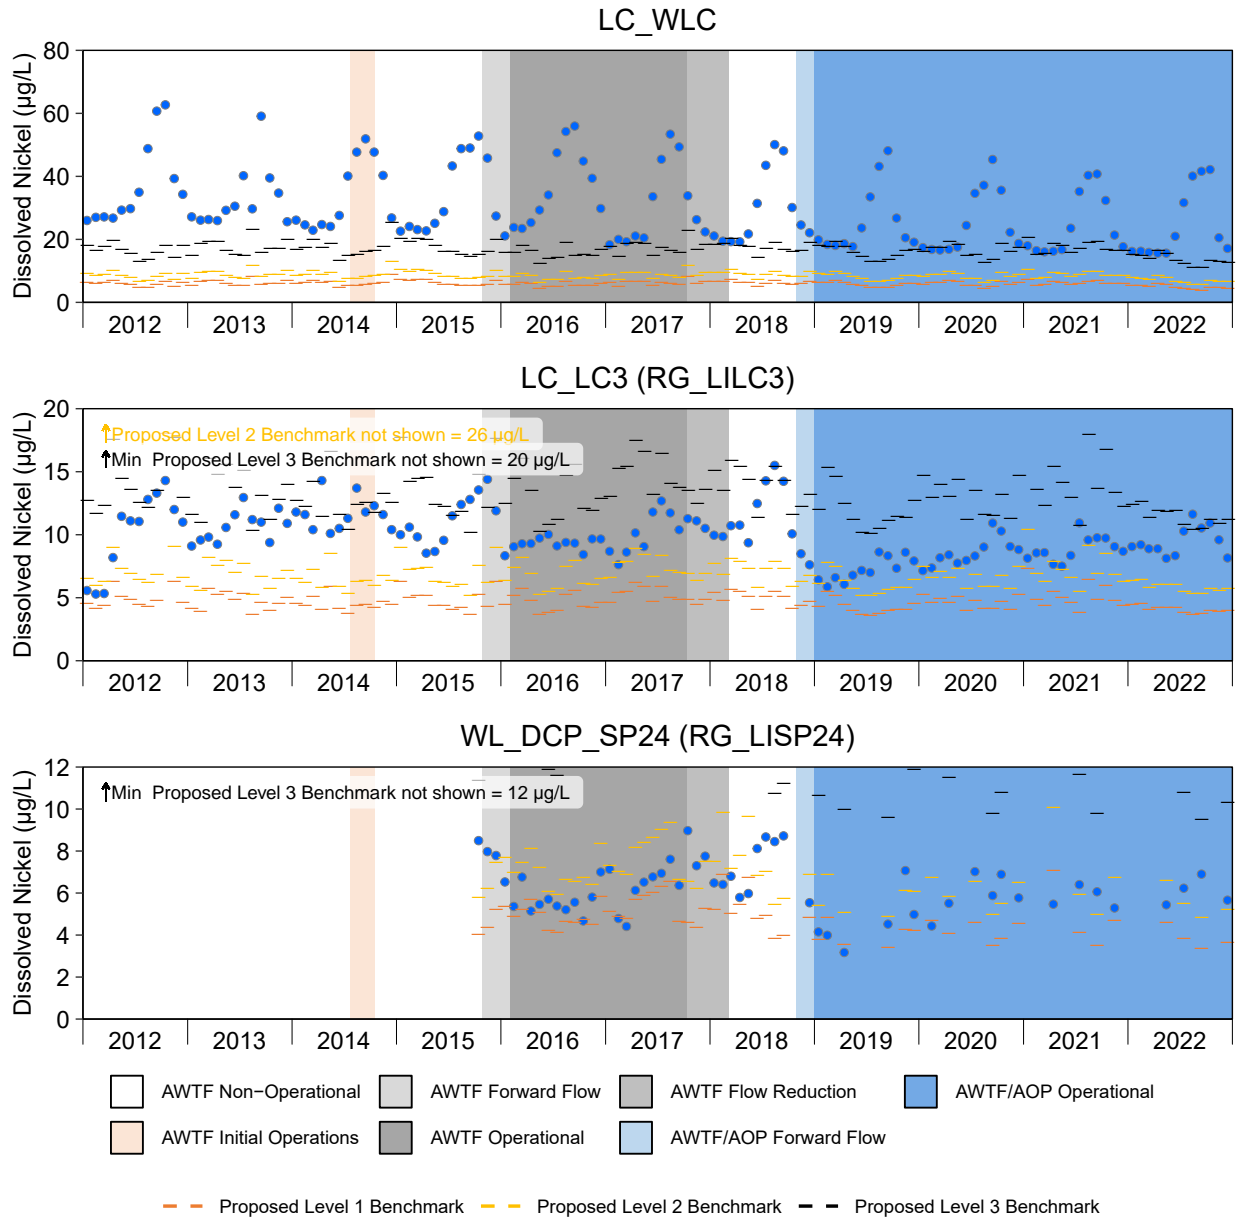 LC_WLC
Dissolved Nickel (µg/L)
80
60
40
20
0
2012 2013 2014 2015 2016 2017 2018 2019 2020 2021 2022
LC_LC3 (RG_LILC3)
Dissolved Nickel (µg/L)
20
15
10
5
0
Proposed Level 2 Benchmark not shown = 26 µg/L
Min Proposed Level 3 Benchmark not shown = 20 µg/L
2012 2013 2014 2015 2016 2017 2018 2019 2020 2021 2022
WL_DCP_SP24 (RG_LISP24)
Dissolved Nickel (µg/L)
12
10
8
6
4
2
0
Min Proposed Level 3 Benchmark not shown = 12 µg/L
2012 2013 2014 2015 2016 2017 2018 2019 2020 2021 2022
AWTF Non−Operational AWTF Forward Flow AWTF Flow Reduction AWTF/AOP Operational
AWTF Initial Operations AWTF Operational AWTF/AOP Forward Flow
Proposed Level 1 Benchmark Proposed Level 2 Benchmark Proposed Level 3 Benchmark